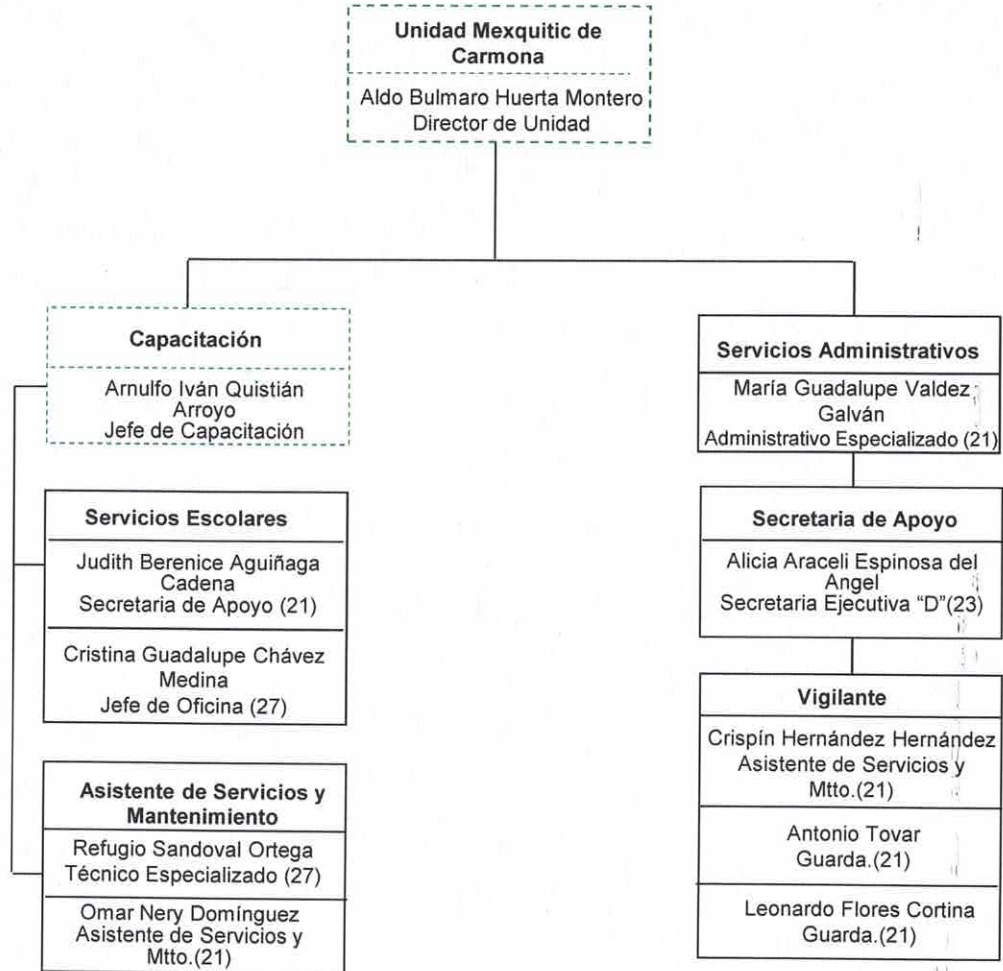 Unidad Mexquitic de
Carmona
Aldo Bulmaro Huerta Montero
Director de Unidad
Capacitación
Arnulfo Iván Quistián
Arroyo
Jefe de Capacitación
Servicios Escolares
Judith Berenice Aguiñaga
Cadena
Secretaria de Apoyo (21)
Cristina Guadalupe Chávez
Medina
Jefe de Oficina (27)
Asistente de Servicios y
Mantenimiento
Refugio Sandoval Ortega
Técnico Especializado (27)
Omar Nery Domínguez
Asistente de Servicios y
Mtto.(21)
Servicios Administrativos
María Guadalupe Valdez
Galván
Administrativo Especializado (21)
Secretaria de Apoyo
Alicia Araceli Espinosa del
Angel
Secretaria Ejecutiva “D”(23)
Vigilante
Crispín Hernández Hernández
Asistente de Servicios y
Mtto.(21)
Antonio Tovar
Guarda.(21)
Leonardo Flores Cortina
Guarda.(21)